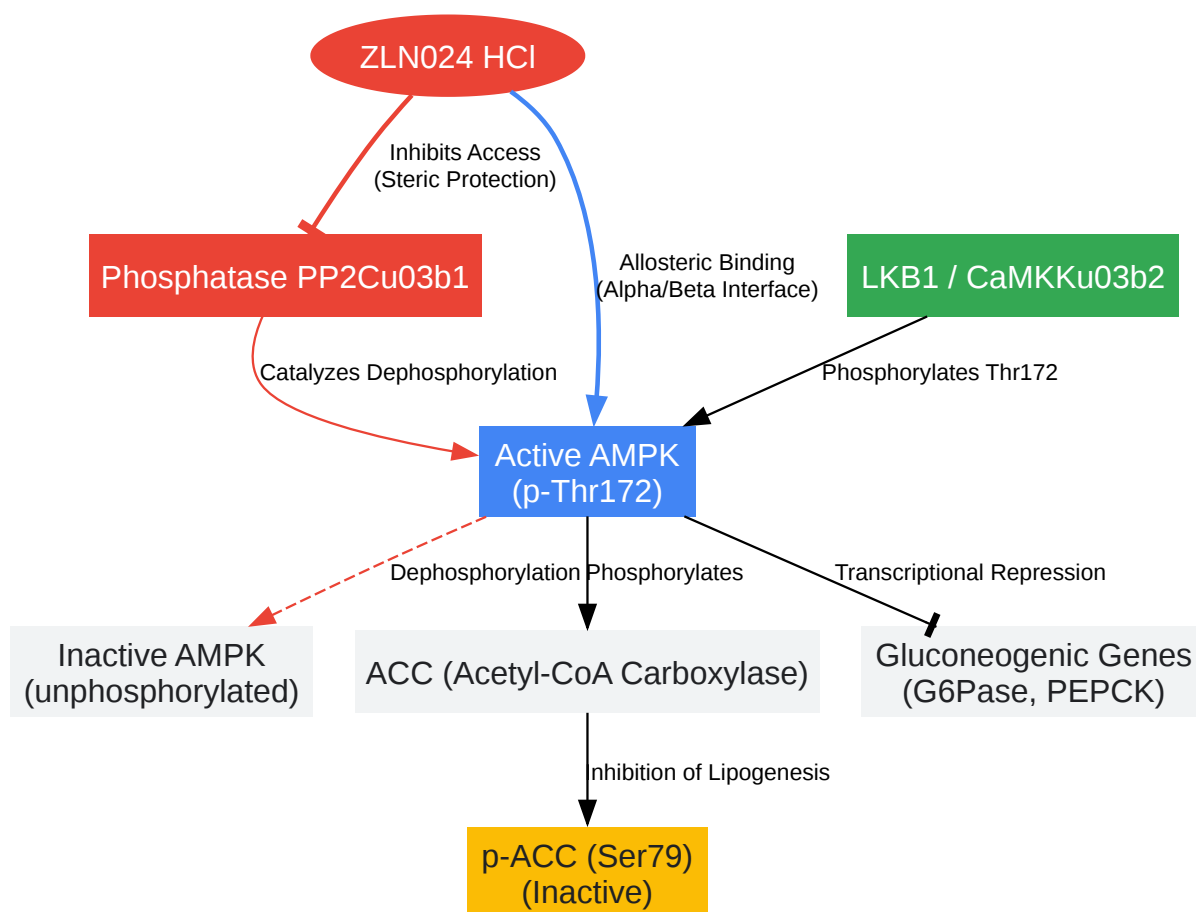 ZLN024 HCl
Inhibits Access
(Steric Protection)
Phosphatase PP2Cu03b1
Allosteric Binding
(Alpha/Beta Interface)
LKB1 / CaMKKu03b2
Catalyzes Dephosphorylation
Phosphorylates Thr172
Active AMPK
(p-Thr172)
Dephosphorylation
Phosphorylates
Transcriptional Repression
Inactive AMPK
(unphosphorylated)
ACC (Acetyl-CoA Carboxylase)
Gluconeogenic Genes
(G6Pase, PEPCK)
Inhibition of Lipogenesis
p-ACC (Ser79)
(Inactive)